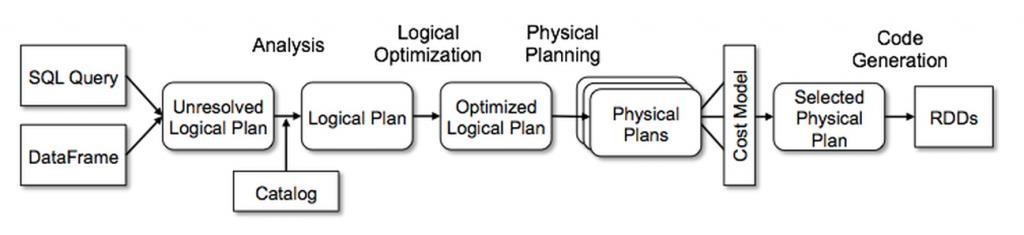 Analysis
Logical
Optimization
Physical
Planning
Code
Generation
SQL Query
DataFrame
Unresolved
Logical Plan
Catalog
Logical Plan
Optimized
Logical Plan
Physical
Plans
Cost Model
Selected
Physical
Plan
RDDs